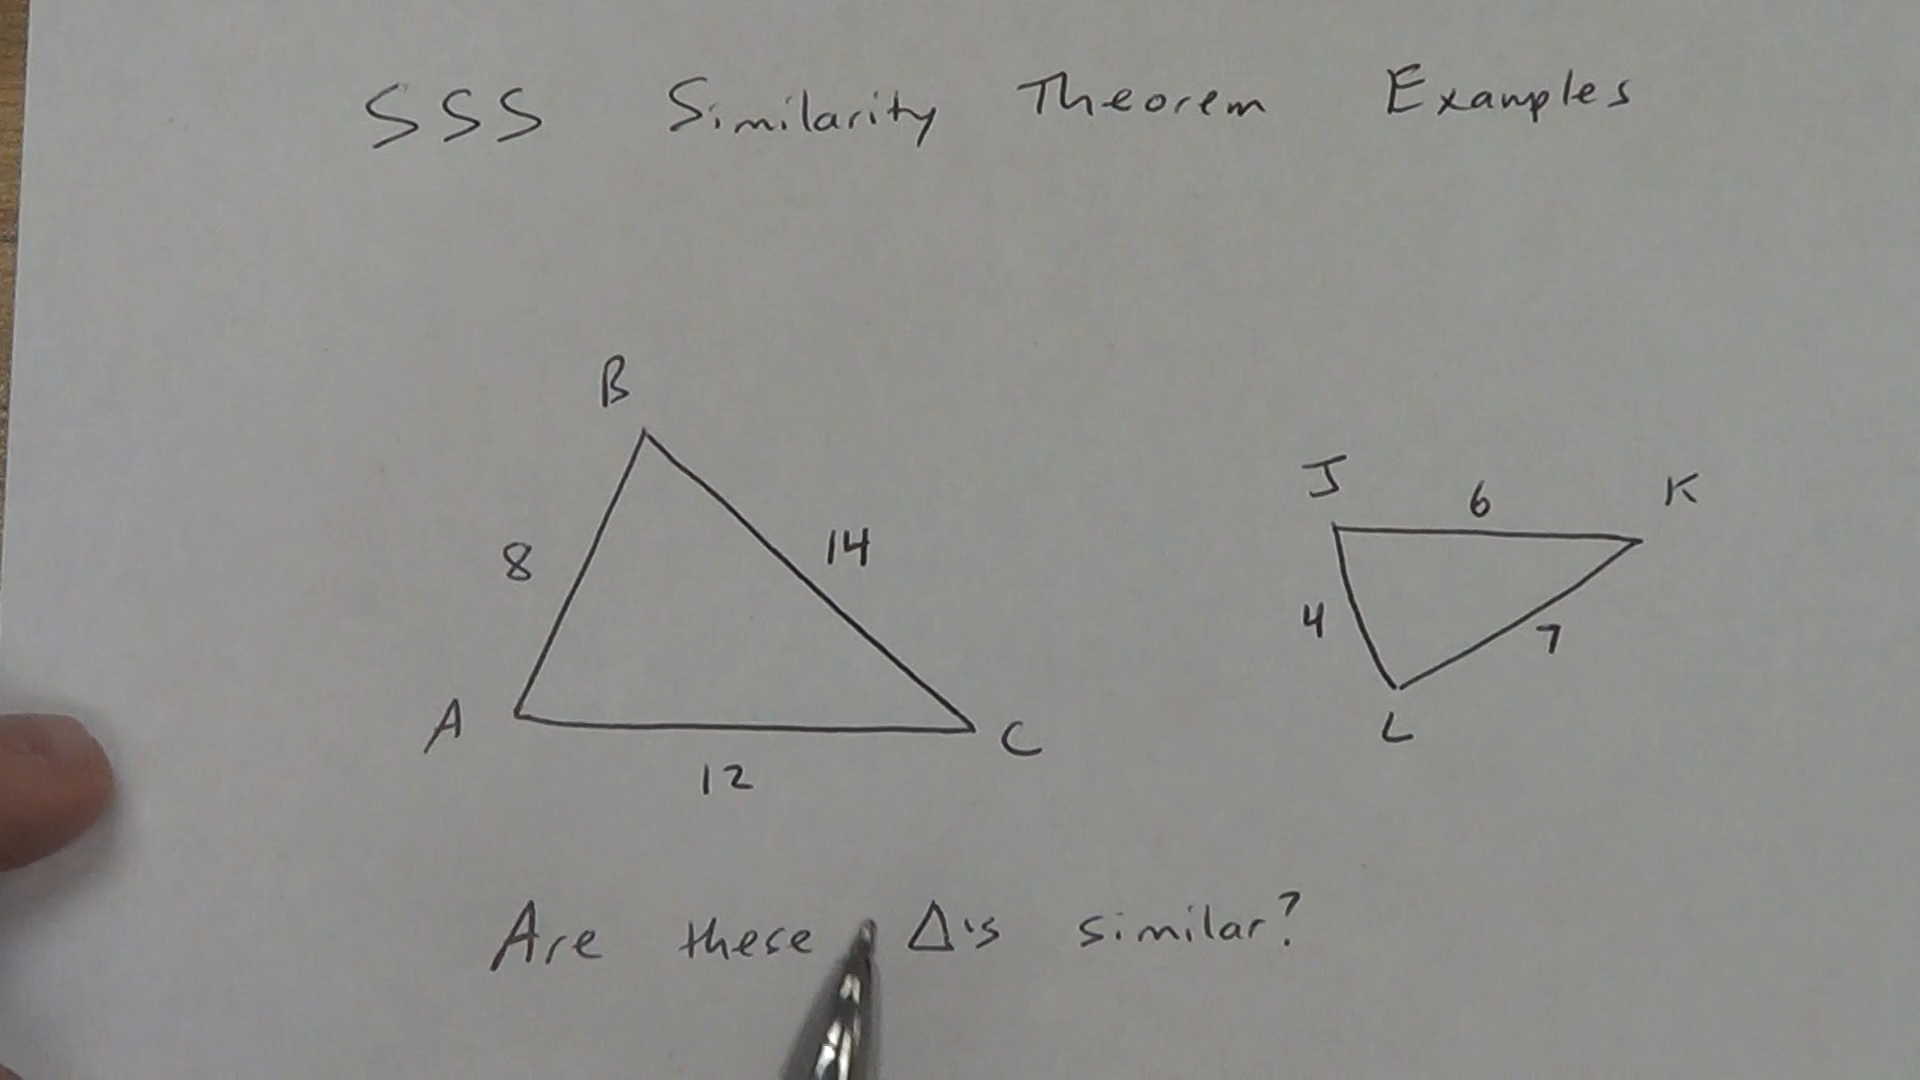 SSS Similarity Theorem Examples
B
J 6 K
8 14
4 7
A C L
12
Are these Δ's similar?